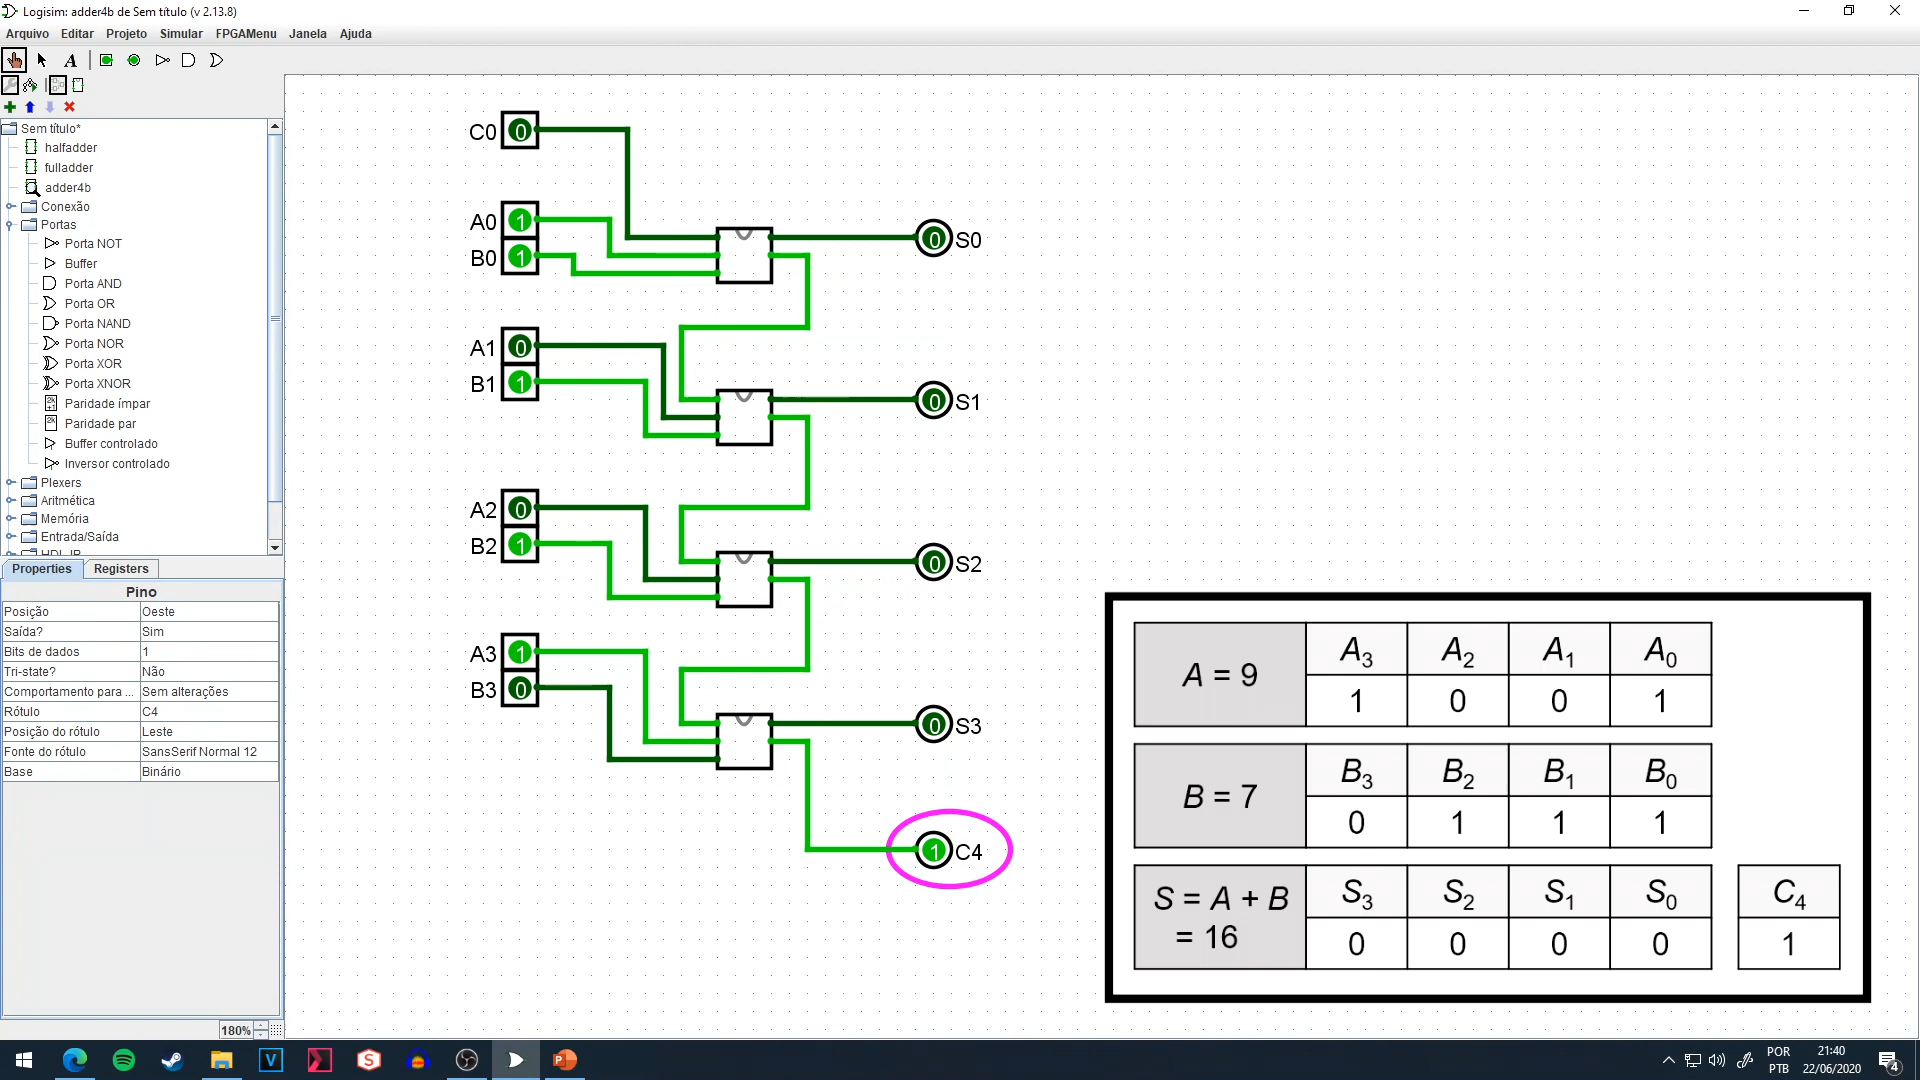 Logisim: adder4b de Sem título (v 2.13.8)
Arquivo Editar Projeto Simular FPGAMenu Janela Ajuda
A
Sem título*
halfadder
fulladder
adder4b
Conexão
Portas
Porta NOT
Buffer
Porta AND
Porta OR
Porta NAND
Porta NOR
Porta XOR
Porta XNOR
Paridade ímpar
Paridade par
Buffer controlado
Inversor controlado
Plexers
Aritmética
Memória
Entrada/Saída
HDL-IP
Properties Registers
Pino
Posição Oeste
Saída? Sim
Bits de dados 1
Tri-state? Não
Comportamento para ... Sem alterações
Rótulo C4
Posição do rótulo Leste
Fonte do rótulo SansSerif Normal 12
Base Binário
180%
C0 0
A0 1
B0 1
0 S0
A1 0
B1 1
0 S1
A2 0
B2 1
0 S2
A3 1
B3 0
0 S3
1 C4
A = 9 A3 A2 A1 A0
1 0 0 1
B = 7 B3 B2 B1 B0
0 1 1 1
S = A + B S3 S2 S1 S0 C4
= 16 0 0 0 0 1
POR
PTB
21:40
22/06/2020
4